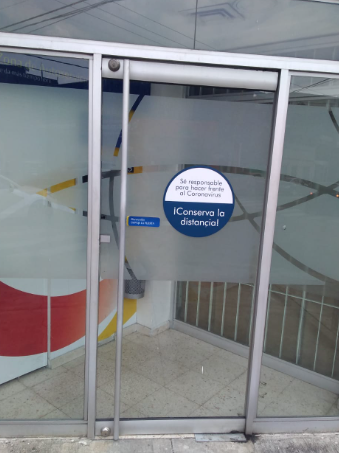 Sé responsable
para hacer frente
al Coronavirus
¡Conserva la
distancia!